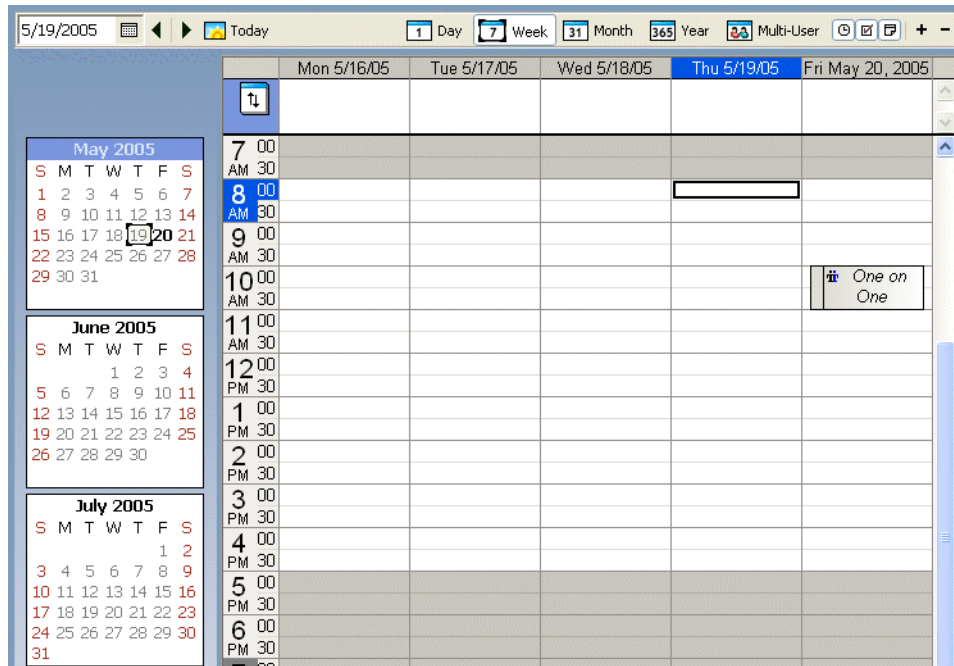 5/19/2005 Today 1 Day 7 Week 31 Month 365 Year Multi-User + -
Mon 5/16/05 Tue 5/17/05 Wed 5/18/05 Thu 5/19/05 Fri May 20, 2005
May 2005
S M T W T F S
1 2 3 4 5 6 7
8 9 10 11 12 13 14
15 16 17 18 19 20 21
22 23 24 25 26 27 28
29 30 31
June 2005
S M T W T F S
1 2 3 4
5 6 7 8 9 10 11
12 13 14 15 16 17 18
19 20 21 22 23 24 25
26 27 28 29 30
July 2005
S M T W T F S
1 2
3 4 5 6 7 8 9
10 11 12 13 14 15 16
17 18 19 20 21 22 23
24 25 26 27 28 29 30
31
7 00
AM 30
8 00
AM 30
9 00
AM 30
10 00
AM 30
11 00
AM 30
12 00
PM 30
1 00
PM 30
2 00
PM 30
3 00
PM 30
4 00
PM 30
5 00
PM 30
6 00
PM 30
One on
One